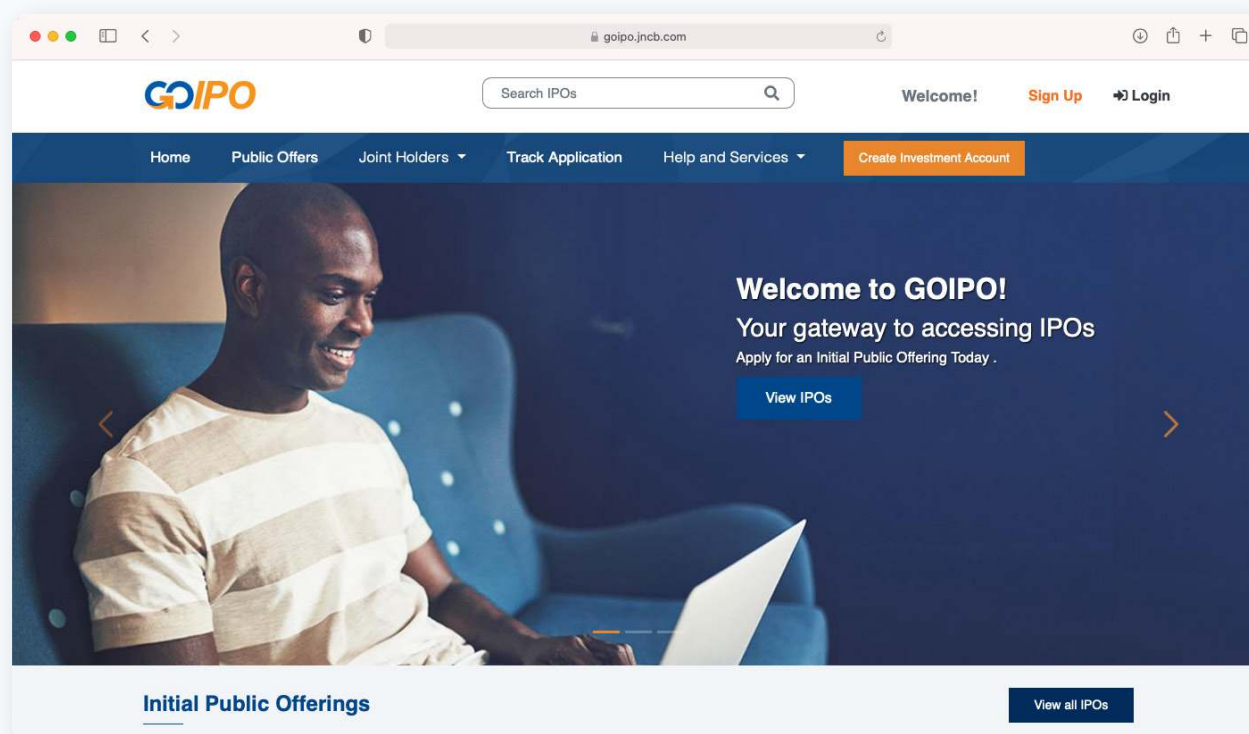 goipo.jncb.com
GOIPO
Search IPOs
Welcome!
Sign Up
Login
Home
Public Offers
Joint Holders
Track Application
Help and Services
Create Investment Account
Welcome to GOIPO!
Your gateway to accessing IPOs
Apply for an Initial Public Offering Today .
View IPOs
Initial Public Offerings
View all IPOs